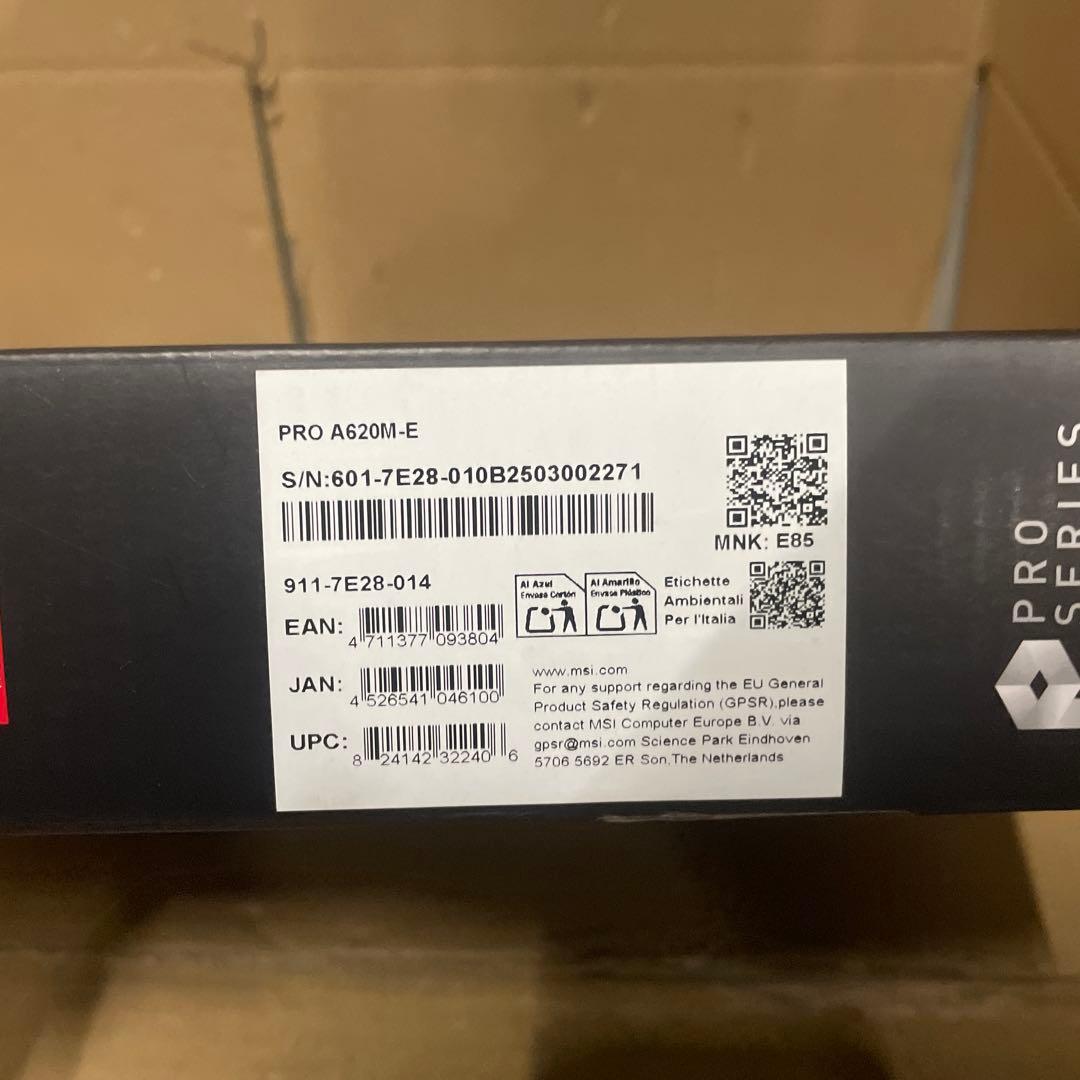 PRO A620M-E
S/N:601-7E28-010B2503002271
MNK: E85
911-7E28-014
EAN:
4 711377 093804
JAN:
4 526541 046100
UPC:
8 24142 32240 6
Al Azul
Envase Cartón
Al Amarillo
Envase Plástico
Etichette
Ambientali
Per l'Italia
www.msi.com
For any support regarding the EU General
Product Safety Regulation (GPSR),please
contact MSI Computer Europe B.V. via
gpsr@msi.com Science Park Eindhoven
5706 5692 ER Son,The Netherlands
PRO
SERIES